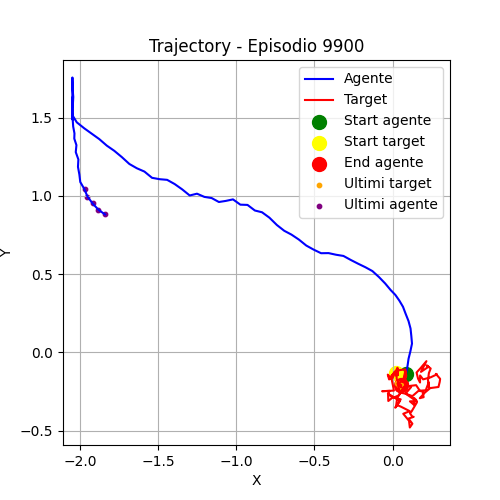 Trajectory - Episodio 9900
Agente
Target
Start agente
Start target
End agente
Ultimi target
Ultimi agente
1.5
1.0
0.5
0.0
−0.5
Y
−2.0 −1.5 −1.0 −0.5 0.0
X